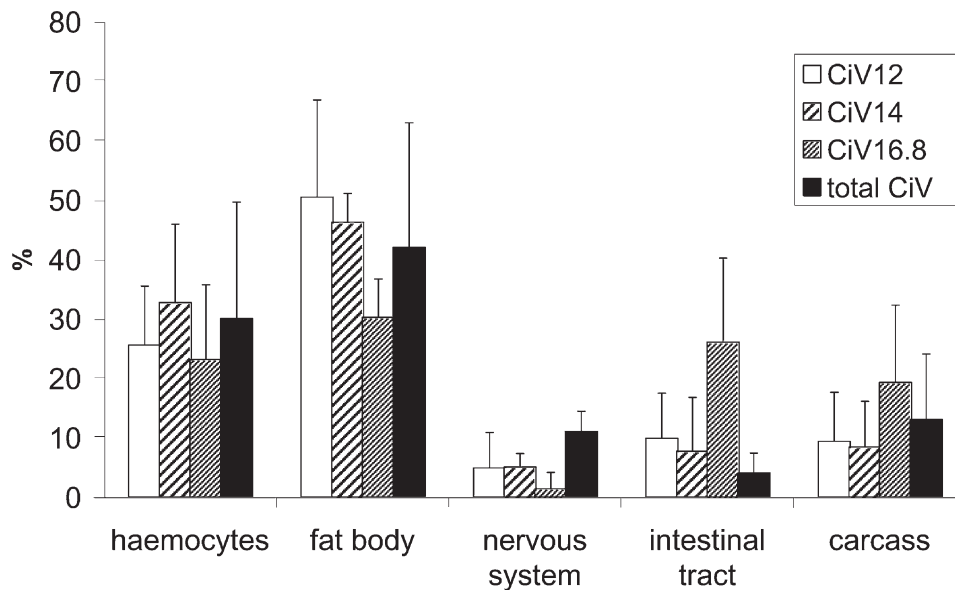 80
70
60
50
40
30
20
10
0
%
CiV12
CiV14
CiV16.8
total CiV
haemocytes
fat body
nervous
system
intestinal
tract
carcass